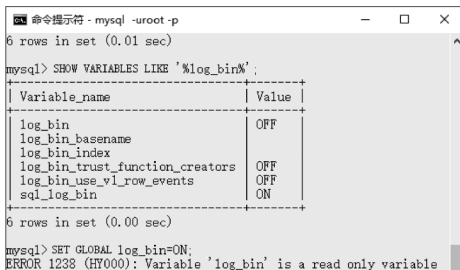 命令提示符 - mysql -uroot -p
6 rows in set (0.01 sec)
mysql> SHOW VARIABLES LIKE '%log_bin%';
+---------------------------------+-------+
| Variable_name | Value |
+---------------------------------+-------+
| log_bin | OFF |
| log_bin_basename | |
| log_bin_index | |
| log_bin_trust_function_creators | OFF |
| log_bin_use_v1_row_events | OFF |
| sql_log_bin | ON |
+---------------------------------+-------+
6 rows in set (0.00 sec)
mysql> SET GLOBAL log_bin=ON;
ERROR 1238 (HY000): Variable 'log_bin' is a read only variable